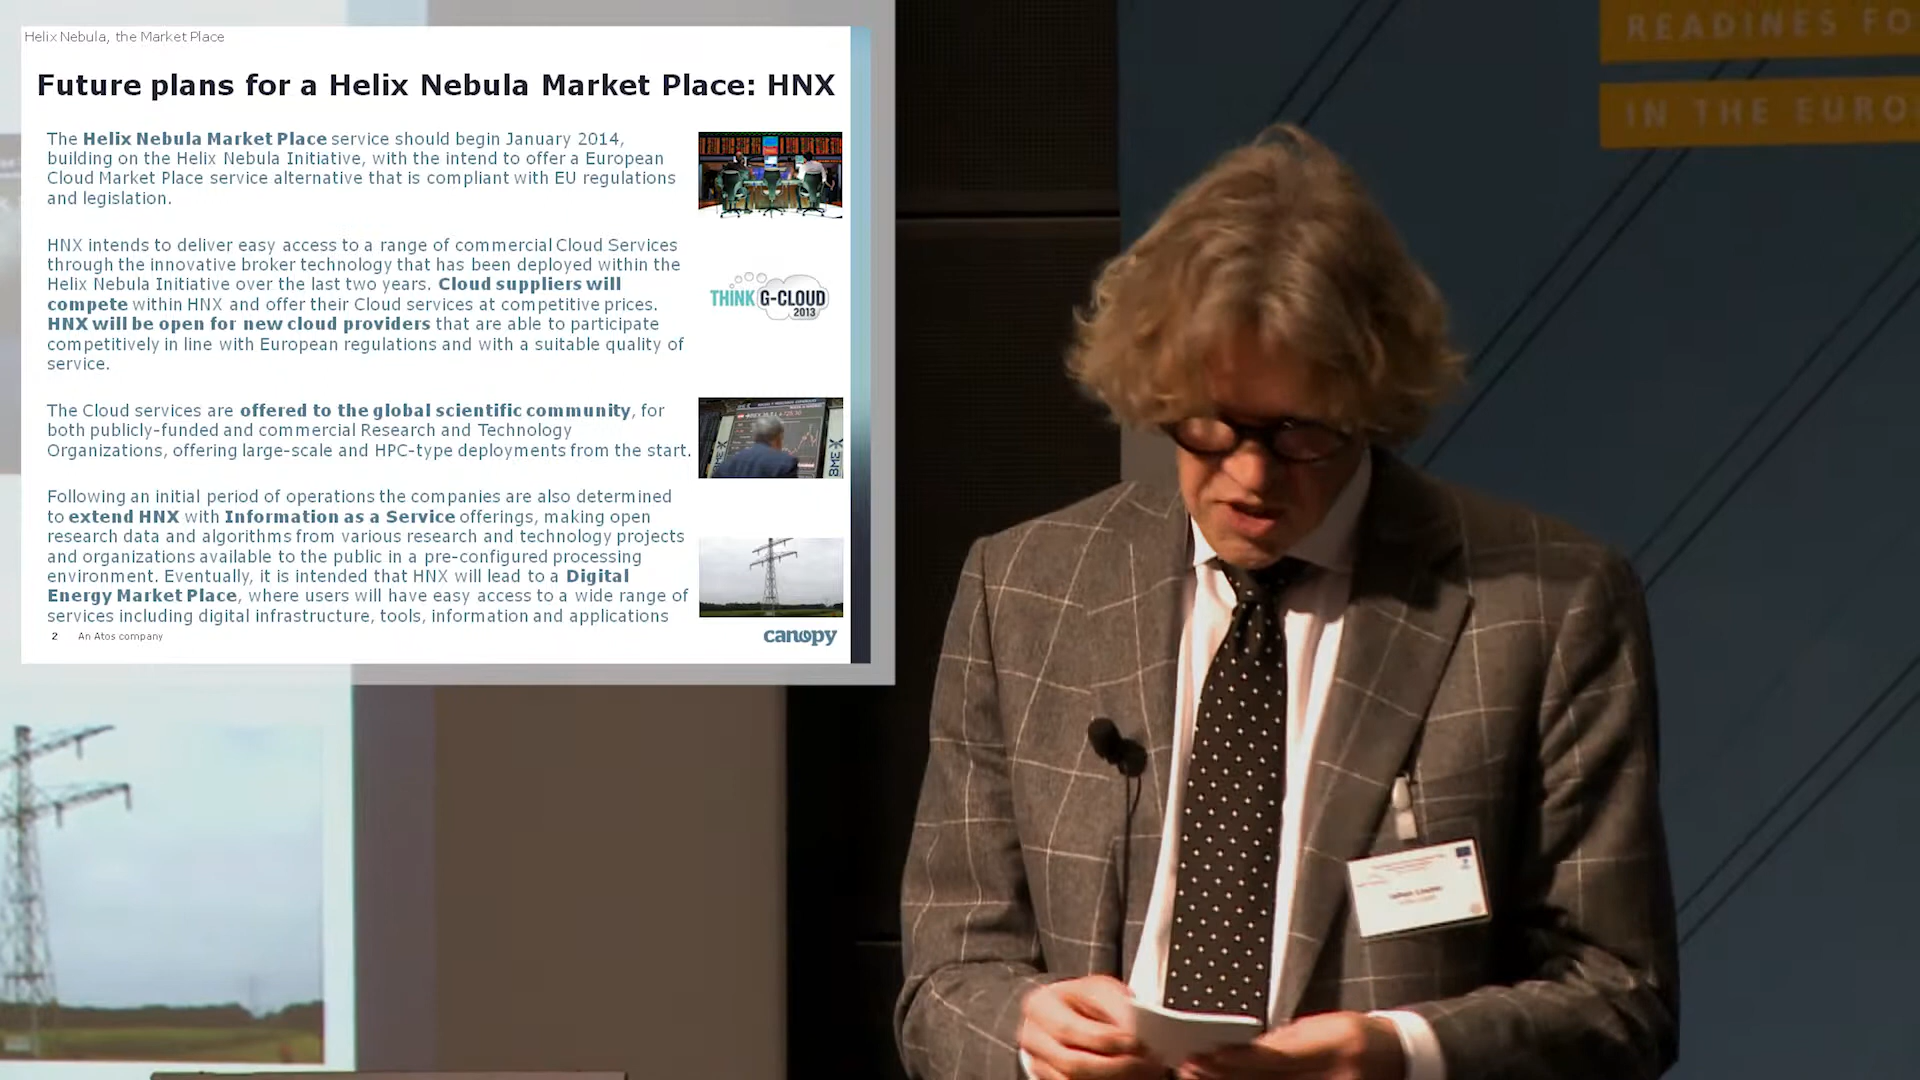 Helix Nebula, the Market Place
Future plans for a Helix Nebula Market Place: HNX
The Helix Nebula Market Place service should begin January 2014,
building on the Helix Nebula Initiative, with the intend to offer a European
Cloud Market Place service alternative that is compliant with EU regulations
and legislation.
HNX intends to deliver easy access to a range of commercial Cloud Services
through the innovative broker technology that has been deployed within the
Helix Nebula Initiative over the last two years. Cloud suppliers will
compete within HNX and offer their Cloud services at competitive prices.
HNX will be open for new cloud providers that are able to participate
competitively in line with European regulations and with a suitable quality of
service.
THINK G-CLOUD
2013
The Cloud services are offered to the global scientific community, for
both publicly-funded and commercial Research and Technology
Organizations, offering large-scale and HPC-type deployments from the start.
BME X
Following an initial period of operations the companies are also determined
to extend HNX with Information as a Service offerings, making open
research data and algorithms from various research and technology projects
and organizations available to the public in a pre-configured processing
environment. Eventually, it is intended that HNX will lead to a Digital
Energy Market Place, where users will have easy access to a wide range of
services including digital infrastructure, tools, information and applications
2 An Atos company
canopy
READINES FO
IN THE EURO